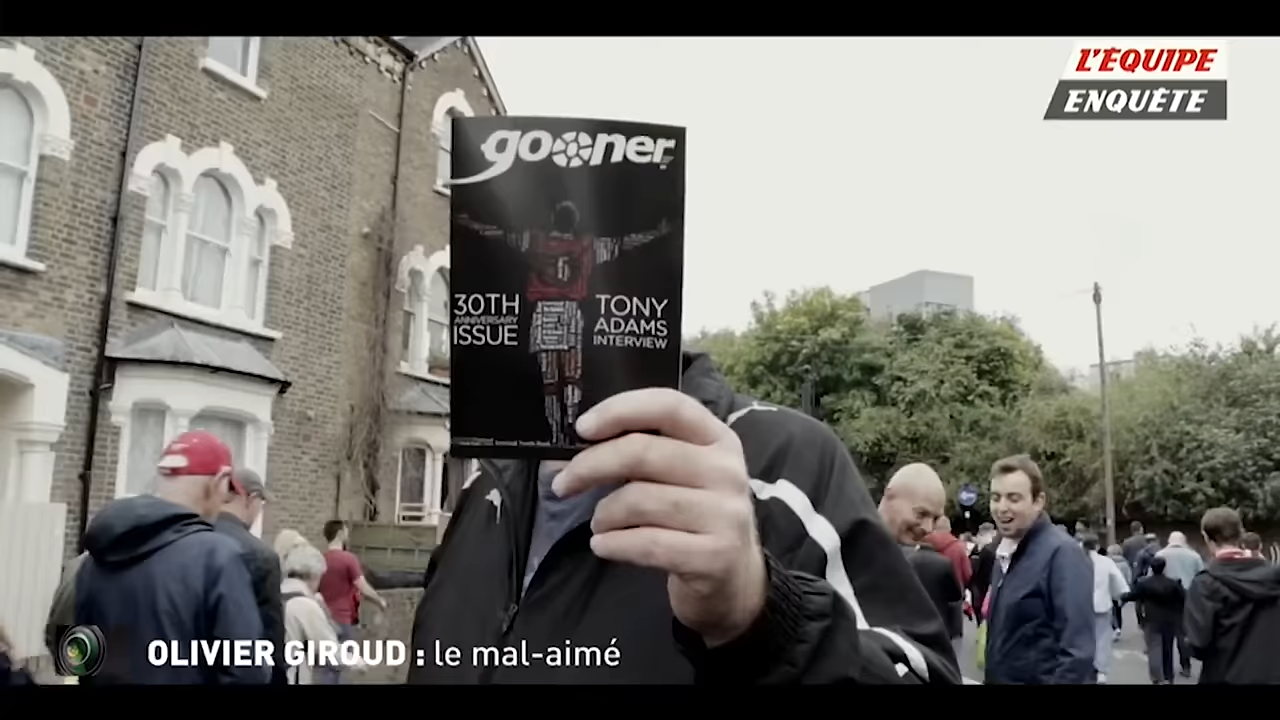 L'ÉQUIPE
ENQUÊTE
gooner
6
30TH
ANNIVERSARY
ISSUE
TONY
ADAMS
INTERVIEW
OLIVIER GIROUD : le mal-aimé